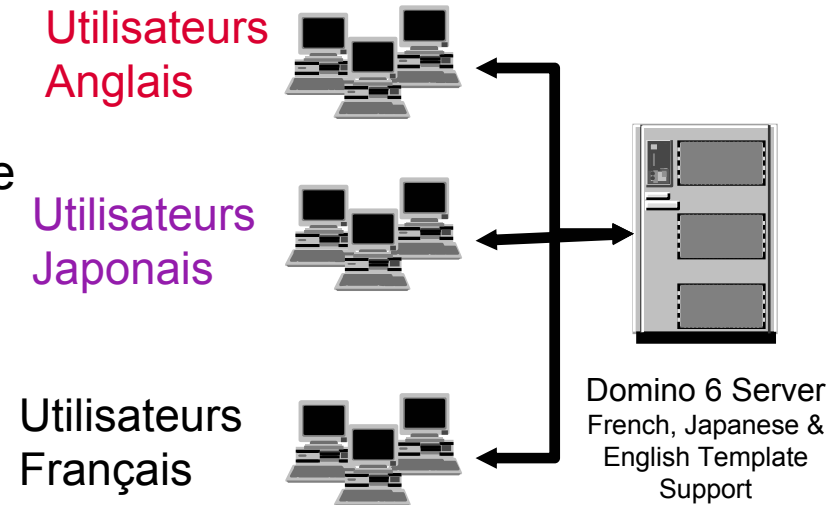 Utilisateurs
Anglais
e
Utilisateurs
Japonais
Utilisateurs
Français
Domino 6 Server
French, Japanese &
English Template
Support